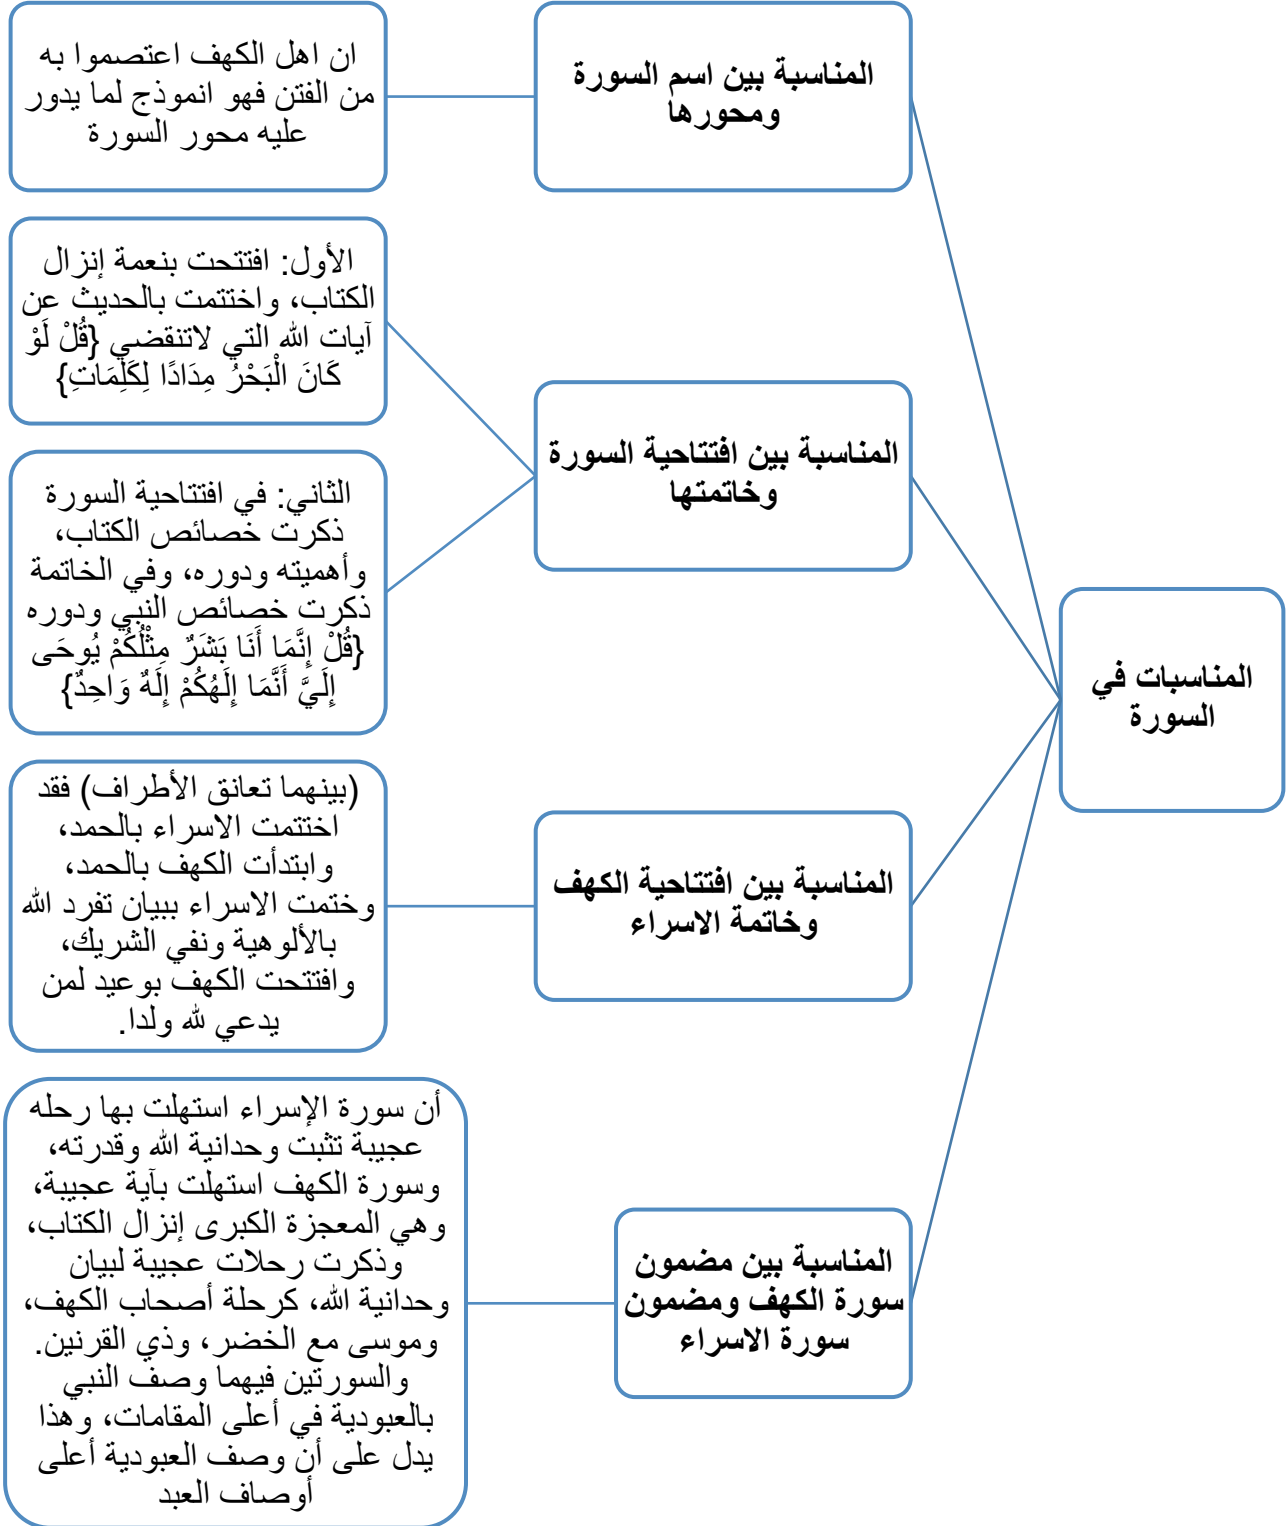 المناسبات في
السورة
المناسبة بين اسم السورة
ومحورها
ان اهل الكهف اعتصموا به
من الفتن فهو انموذج لما يدور
عليه محور السورة
المناسبة بين افتتاحية السورة
وخاتمتها
الأول: افتتحت بنعمة إنزال
الكتاب، واختتمت بالحديث عن
آيات الله التي لاتنقضي {قُلْ لَوْ
كَانَ الْبَحْرُ مِدَادًا لِكَلِمَاتِ}
الثاني: في افتتاحية السورة
ذكرت خصائص الكتاب،
وأهميته ودوره، وفي الخاتمة
ذكرت خصائص النبي ودوره
{قُلْ إِنَّمَا أَنَا بَشَرٌ مِثْلُكُمْ يُوحَى
إِلَيَّ أَنَّمَا إِلَهُكُمْ إِلَهٌ وَاحِدٌ}
المناسبة بين افتتاحية الكهف
وخاتمة الاسراء
(بينهما تعانق الأطراف) فقد
اختتمت الاسراء بالحمد،
وابتدأت الكهف بالحمد،
وختمت الاسراء ببيان تفرد الله
بالألوهية ونفي الشريك،
وافتتحت الكهف بوعيد لمن
يدعي لله ولدا.
المناسبة بين مضمون
سورة الكهف ومضمون
سورة الاسراء
أن سورة الإسراء استهلت بها رحله
عجيبة تثبت وحدانية الله وقدرته،
وسورة الكهف استهلت بآية عجيبة،
وهي المعجزة الكبرى إنزال الكتاب،
وذكرت رحلات عجيبة لبيان
وحدانية الله، كرحلة أصحاب الكهف،
وموسى مع الخضر، وذي القرنين.
والسورتين فيهما وصف النبي
بالعبودية في أعلى المقامات، وهذا
يدل على أن وصف العبودية أعلى
أوصاف العبد